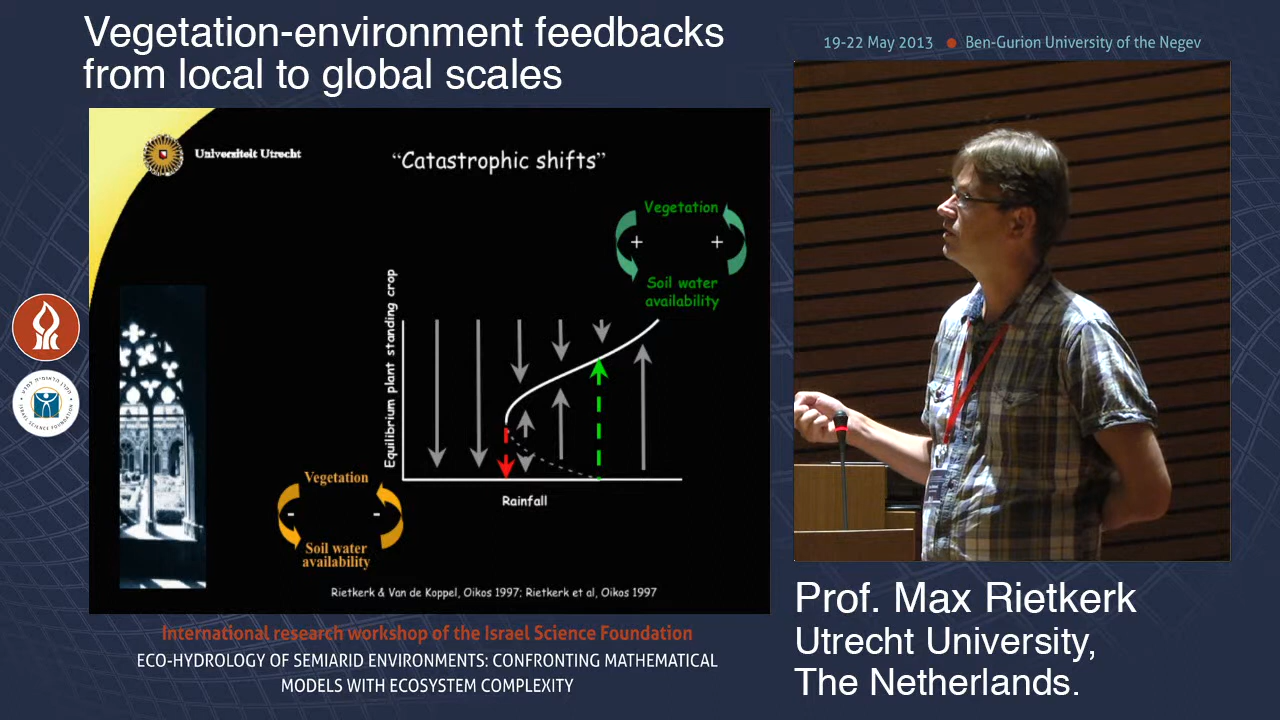 Vegetation-environment feedbacks
from local to global scales
19-22 May 2013 ● Ben-Gurion University of the Negev
Universiteit Utrecht
“Catastrophic shifts”
Vegetation
+ +
Soil water
availability
Equilibrium plant standing crop
Rainfall
Vegetation
- -
Soil water
availability
Rietkerk & Van de Koppel, Oikos 1997; Rietkerk et al, Oikos 1997
International research workshop of the Israel Science Foundation
ECO-HYDROLOGY OF SEMIARID ENVIRONMENTS: CONFRONTING MATHEMATICAL
MODELS WITH ECOSYSTEM COMPLEXITY
Prof. Max Rietkerk
Utrecht University,
The Netherlands.
ISRAEL SCIENCE FOUNDATION